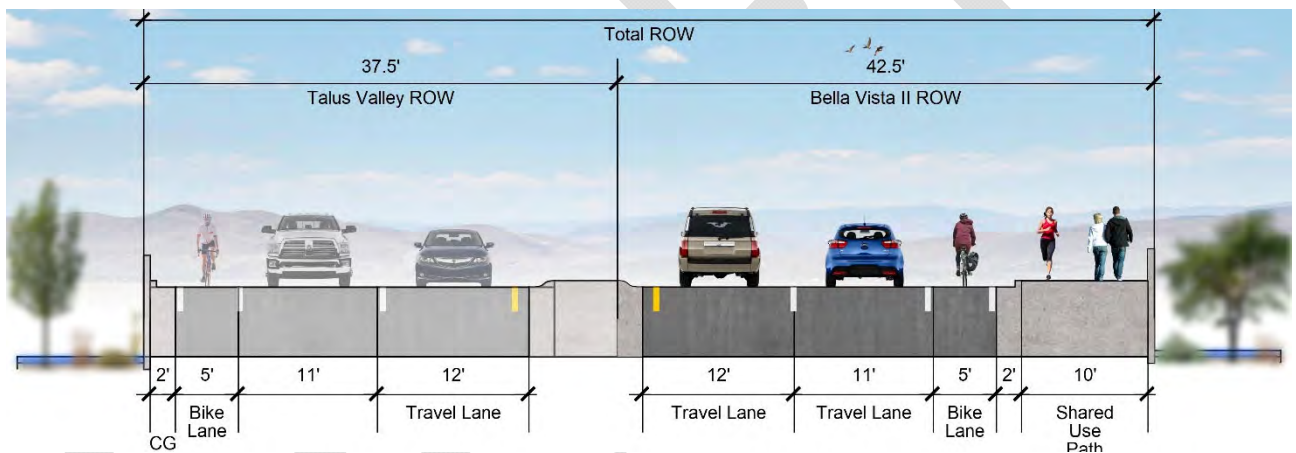 Total ROW
37.5' 42.5'
Talus Valley ROW Bella Vista II ROW
2' 5' 11' 12' 12' 11' 5' 2' 10'
Bike Travel Lane Travel Lane Travel Lane Bike Shared
Lane Lane Use
CG Path